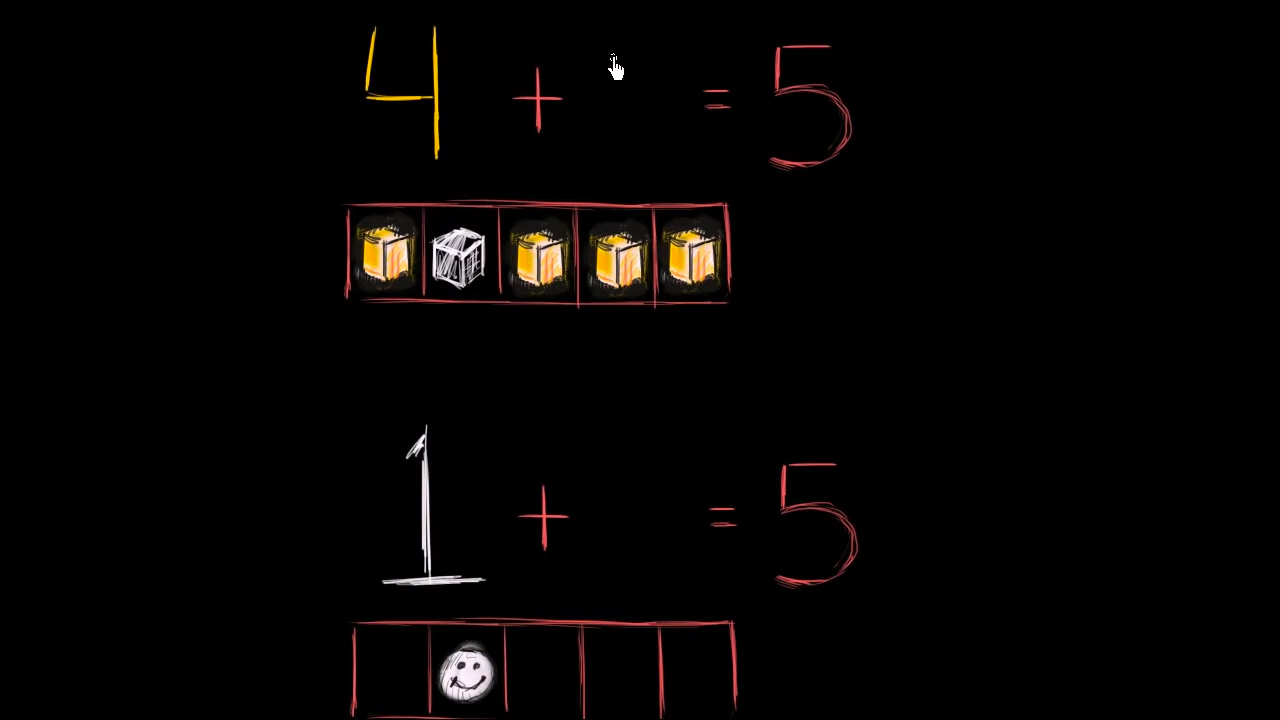 4 + = 5
1 + = 5